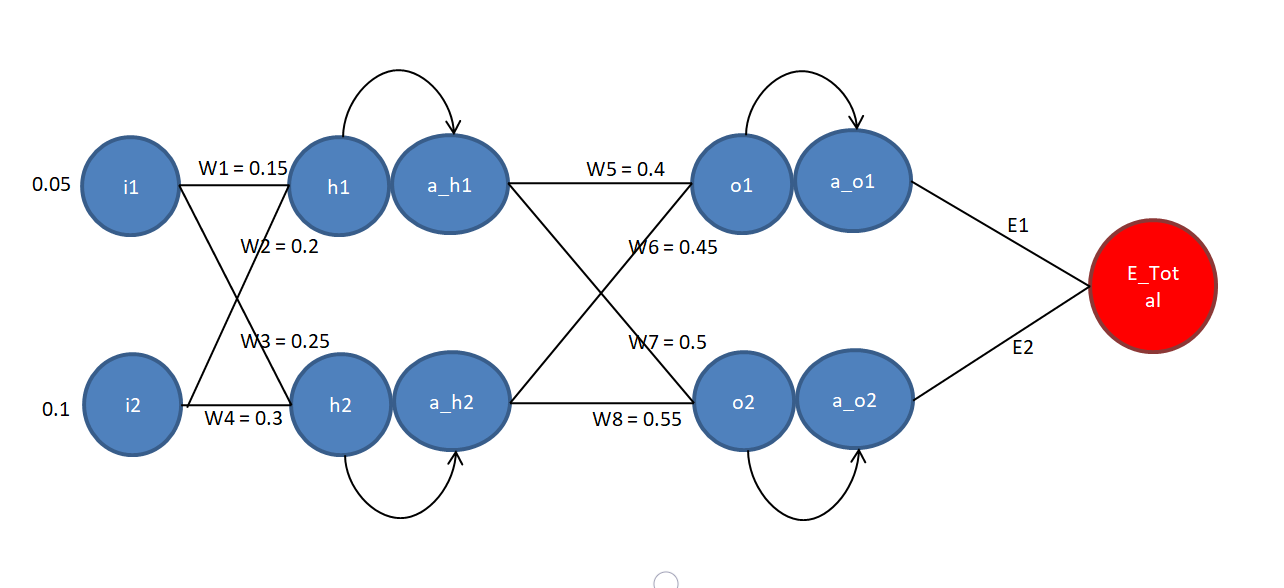 W1 = 0.15
W5 = 0.4
0.05
i1
h1
a_h1
o1
a_o1
E1
W2 = 0.2
W6 = 0.45
E_Tot
al
W3 = 0.25
W7 = 0.5
E2
0.1
i2
h2
a_h2
o2
a_o2
W4 = 0.3
W8 = 0.55